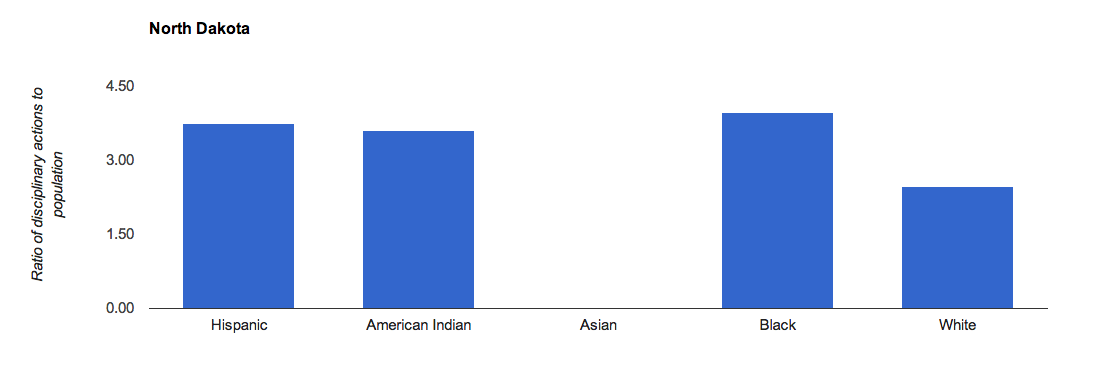 North Dakota
Ratio of disciplinary actions to
population
4.50
3.00
1.50
0.00
Hispanic
American Indian
Asian
Black
White